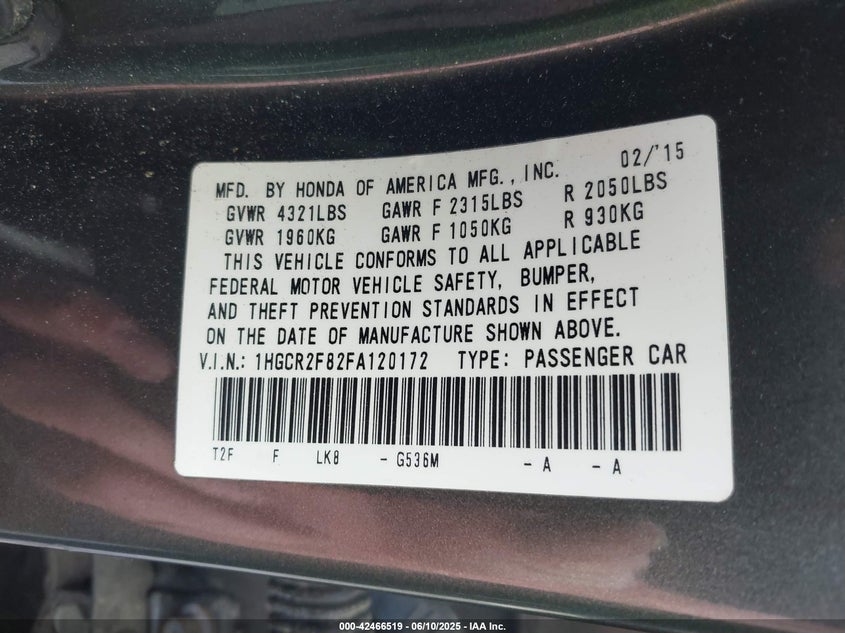 02/'15
MFD. BY HONDA OF AMERICA MFG., INC.
GVWR 4321LBS GAWR F 2315LBS R 2050LBS
GVWR 1960KG GAWR F 1050KG R 930KG
THIS VEHICLE CONFORMS TO ALL APPLICABLE
FEDERAL MOTOR VEHICLE SAFETY, BUMPER,
AND THEFT PREVENTION STANDARDS IN EFFECT
ON THE DATE OF MANUFACTURE SHOWN ABOVE.
V.I.N.: 1HGCR2F82FA120172 TYPE: PASSENGER CAR
T2F F LK8 - G536M - A - A
000-42466519 - 06/10/2025 - IAA Inc.